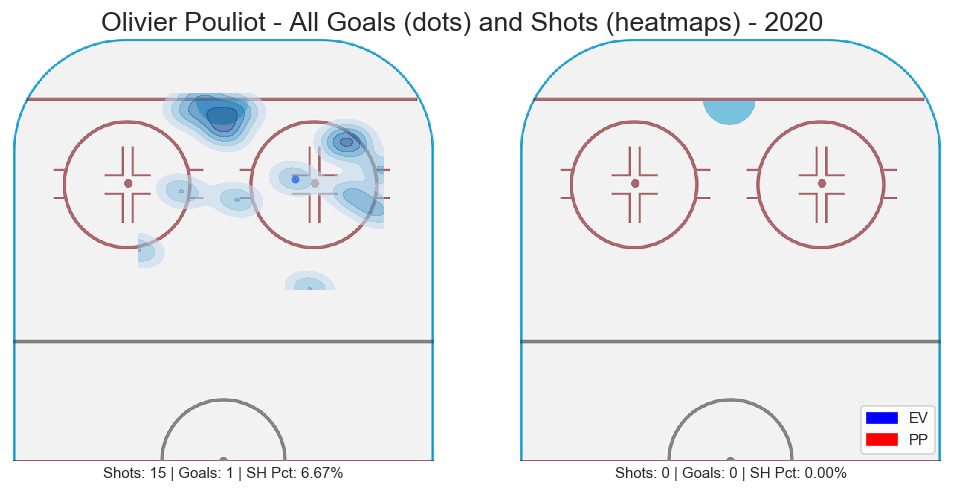 Olivier Pouliot - All Goals (dots) and Shots (heatmaps) - 2020
EV
PP
Shots: 15 | Goals: 1 | SH Pct: 6.67%
Shots: 0 | Goals: 0 | SH Pct: 0.00%